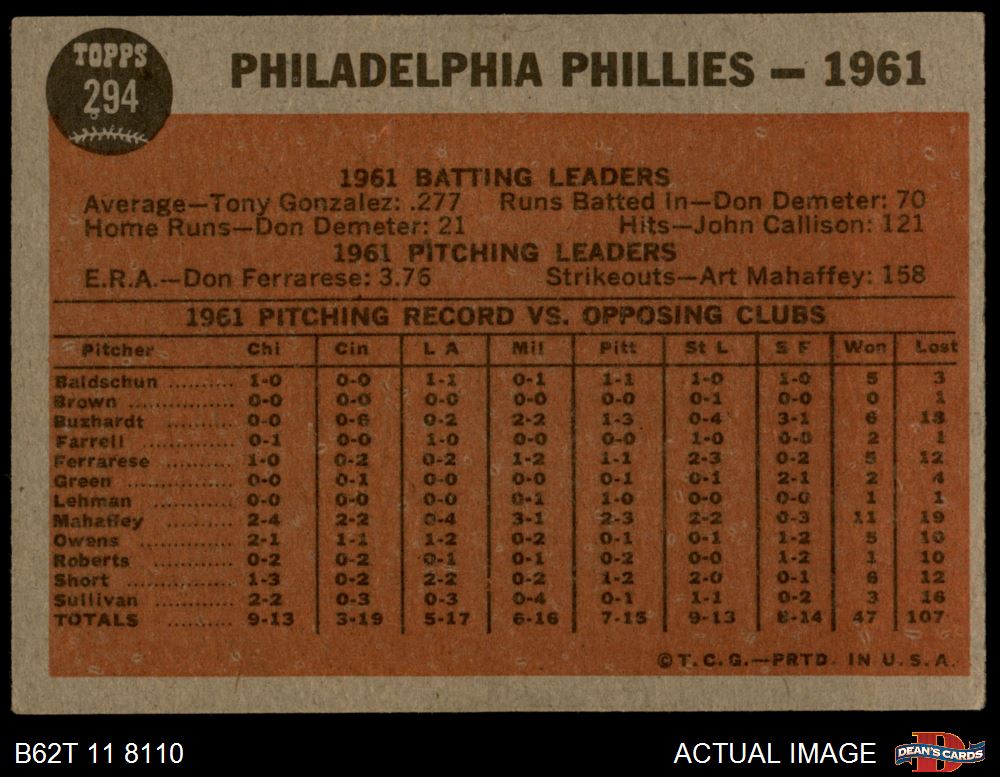 TOPPS
294
PHILADELPHIA PHILLIES — 1961
1961 BATTING LEADERS
Average—Tony Gonzalez: .277 Runs Batted In—Don Demeter: 70
Home Runs—Don Demeter: 21 Hits—John Callison: 121
1961 PITCHING LEADERS
E.R.A.—Don Ferrarese: 3.76 Strikeouts—Art Mahaffey: 158
1961 PITCHING RECORD VS. OPPOSING CLUBS
Pitcher Chi Cin L A Mil Pitt St L S F Won Lost
Baldschun .......... 1-0 0-0 1-1 0-1 1-1 1-0 1-0 5 3
Brown ................ 0-0 0-0 0-0 0-0 0-0 0-1 0-0 0 1
Buzhardt .......... 0-0 0-6 0-2 2-2 1-3 0-4 3-1 6 18
Farrell .............. 0-1 0-0 1-0 0-0 0-0 1-0 0-0 2 1
Ferrarese .......... 1-0 0-2 0-2 1-2 1-1 2-3 0-2 5 12
Green ................ 0-0 0-1 0-0 0-0 0-1 0-1 2-1 2 4
Lehman .............. 0-0 0-0 0-0 0-1 1-0 0-0 0-0 1 1
Mahaffey .......... 2-4 2-2 0-4 3-1 2-3 2-2 0-3 11 19
Owens .............. 2-1 1-1 1-2 0-2 0-1 0-1 1-2 5 10
Roberts ............ 0-2 0-2 0-1 0-1 0-2 0-0 1-2 1 10
Short ................ 1-3 0-2 2-2 0-2 1-2 2-0 0-1 6 12
Sullivan ............ 2-2 0-3 0-3 0-4 0-1 1-1 0-2 3 16
TOTALS .......... 9-13 3-19 5-17 6-16 7-15 9-13 8-14 47 107
© T. C. G.—PRTD. IN U. S. A.
B62T 11 8110 ACTUAL IMAGE
D
DEAN'S CARDS